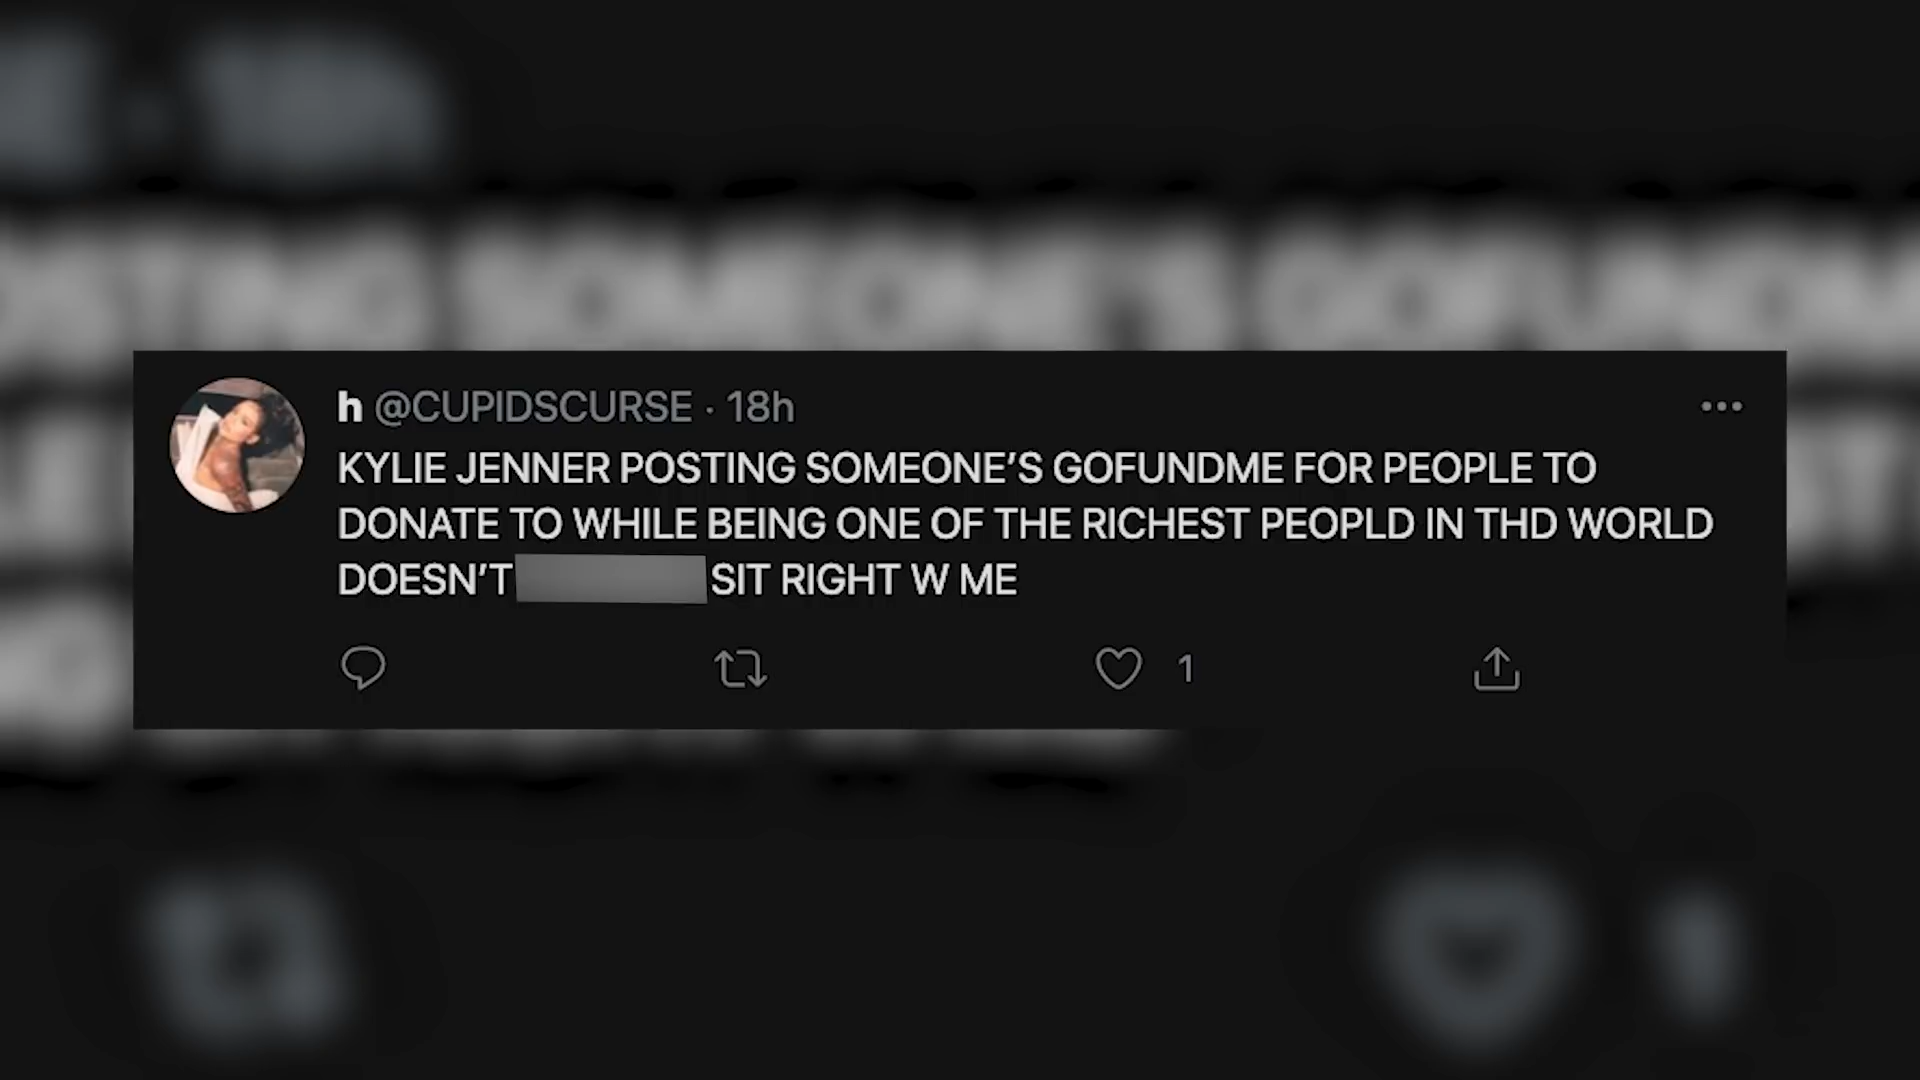 h @CUPIDSCURSE · 18h
KYLIE JENNER POSTING SOMEONE’S GOFUNDME FOR PEOPLE TO
DONATE TO WHILE BEING ONE OF THE RICHEST PEOPLD IN THD WORLD
DOESN’T SIT RIGHT W ME
1